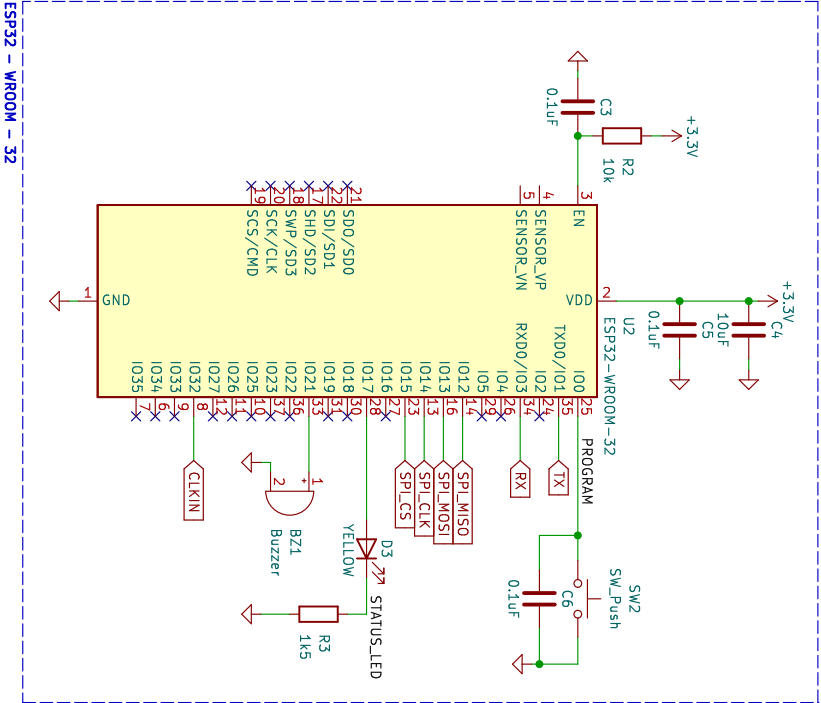 ESP32 - WROOM - 32
+3.3V
R2
10k
C3
0.1uF
3
EN
4
SENSOR_VP
5
SENSOR_VN
21
SDO/SD0
22
SDI/SD1
17
SHD/SD2
18
SWP/SD3
20
SCK/CLK
19
SCS/CMD
1
GND
2
VDD
U2
ESP32-WROOM-32
+3.3V
C4
10uF
C5
0.1uF
IO0
25
TXD0/IO1
35
IO2
24
RXD0/IO3
34
IO4
26
IO5
29
IO12
14
IO13
16
IO14
13
IO15
23
IO16
27
IO17
28
IO18
30
IO19
31
IO21
33
IO22
36
IO23
37
IO25
10
IO26
11
IO27
12
IO32
8
IO33
9
IO34
6
IO35
7
PROGRAM
TX
RX
SPI_MISO
SPI_MOSI
SPI_CLK
SPI_CS
CLKIN
1
+
2
BZ1
Buzzer
D3
YELLOW
STATUS_LED
R3
1k5
SW2
SW_Push
C6
0.1uF